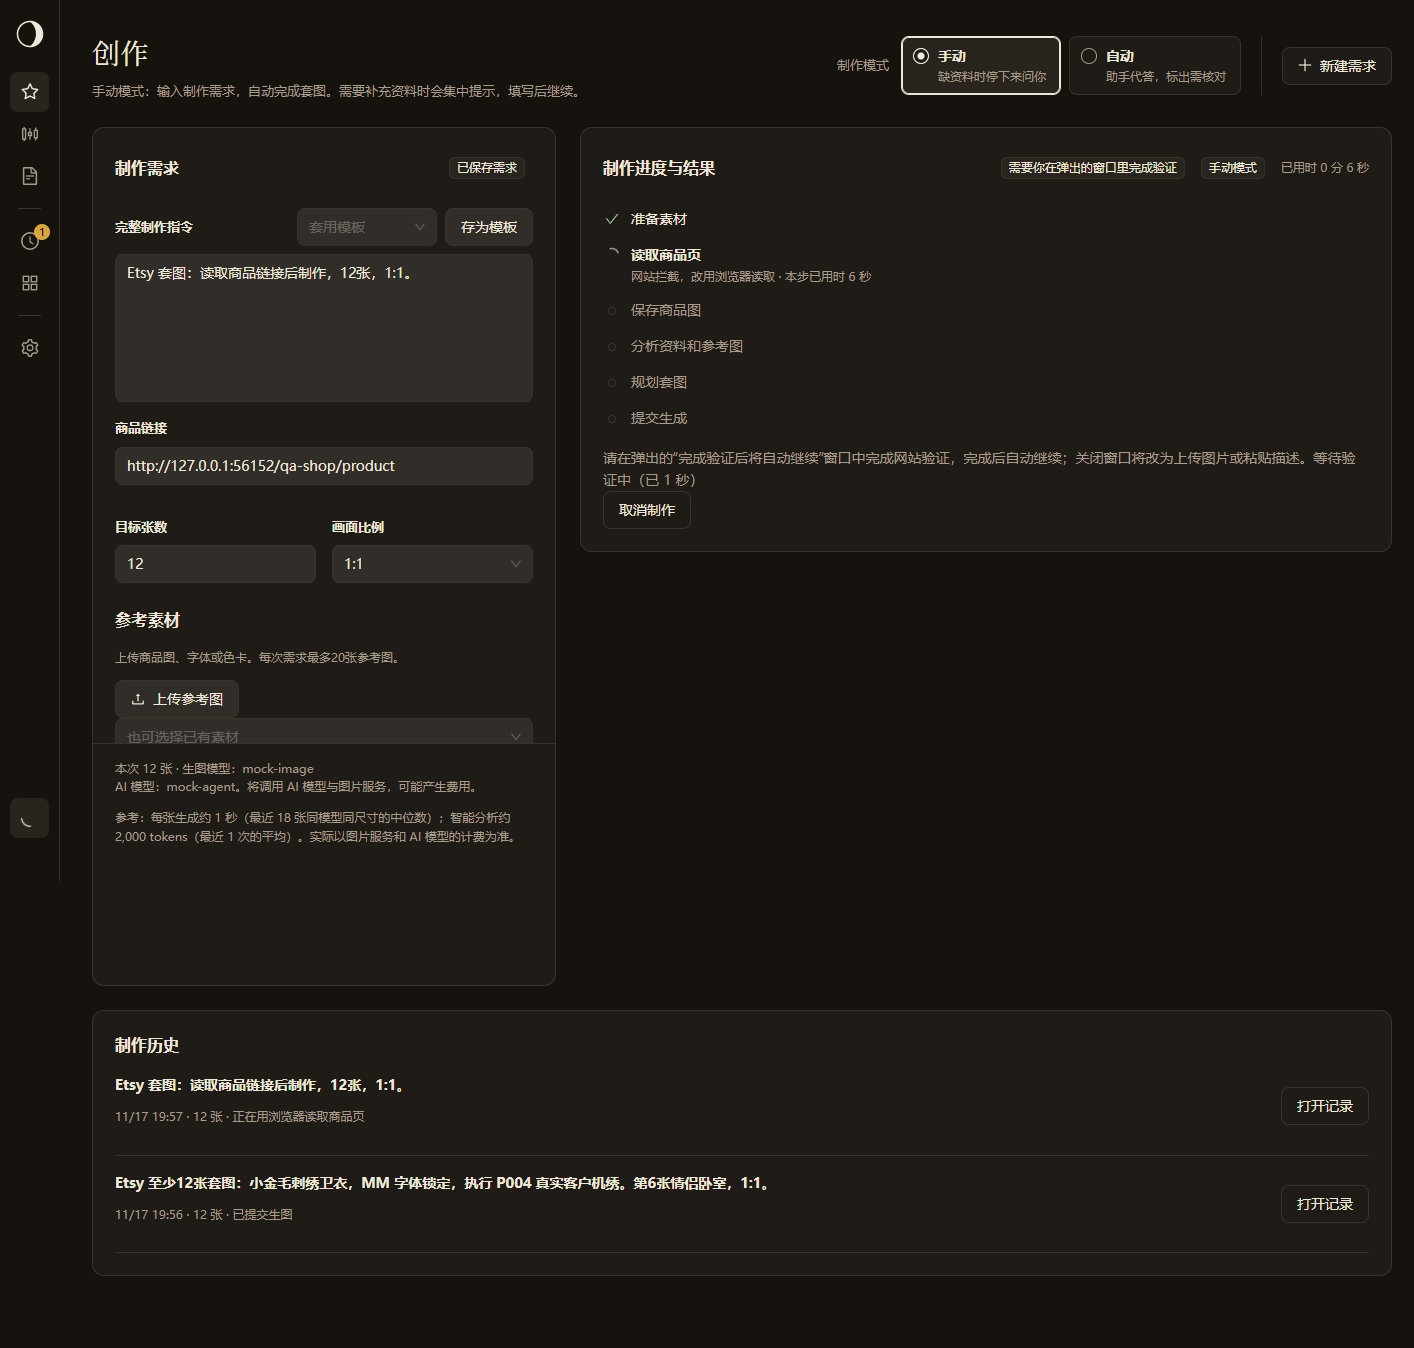 创作
手动模式：输入制作需求，自动完成套图。需要补充资料时会集中提示，填写后继续。
制作模式
手动
缺资料时停下来问你
自动
助手代答，标出需核对
新建需求
1
制作需求
已保存需求
完整制作指令
套用模板
存为模板
Etsy 套图：读取商品链接后制作，12张，1:1。
商品链接
http://127.0.0.1:56152/qa-shop/product
目标张数
画面比例
12
1:1
参考素材
上传商品图、字体或色卡。每次需求最多20张参考图。
上传参考图
也可选择已有素材
本次 12 张 · 生图模型：mock-image
AI 模型：mock-agent。将调用 AI 模型与图片服务，可能产生费用。
参考：每张生成约 1 秒（最近 18 张同模型同尺寸的中位数）；智能分析约
2,000 tokens（最近 1 次的平均）。实际以图片服务和 AI 模型的计费为准。
制作进度与结果
需要你在弹出的窗口里完成验证
手动模式
已用时 0 分 6 秒
准备素材
读取商品页
网站拦截，改用浏览器读取 · 本步已用时 6 秒
保存商品图
分析资料和参考图
规划套图
提交生成
请在弹出的“完成验证后将自动继续”窗口中完成网站验证，完成后自动继续；关闭窗口将改为上传图片或粘贴描述。等待验
证中（已 1 秒）
取消制作
制作历史
Etsy 套图：读取商品链接后制作，12张，1:1。
11/17 19:57 · 12 张 · 正在用浏览器读取商品页
打开记录
Etsy 至少12张套图：小金毛刺绣卫衣，MM 字体锁定，执行 P004 真实客户机绣。第6张情侣卧室，1:1。
11/17 19:56 · 12 张 · 已提交生图
打开记录